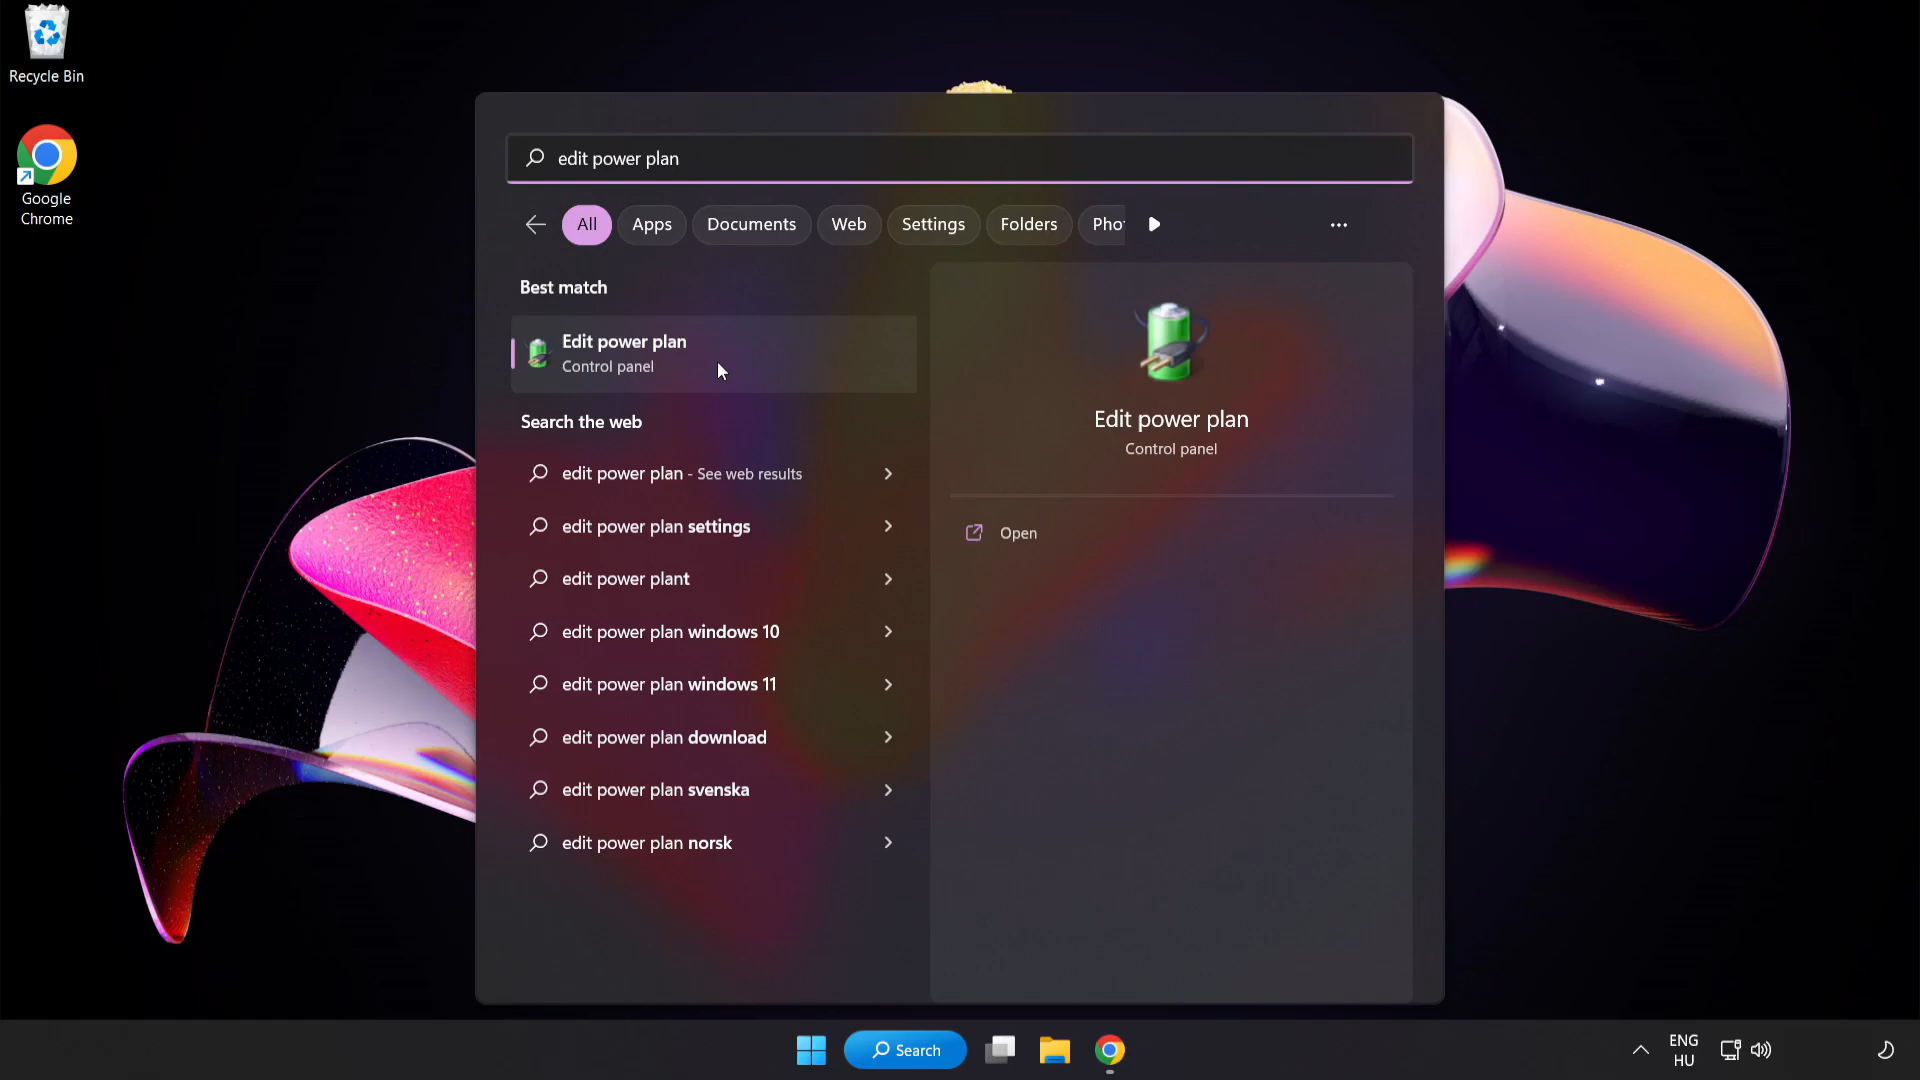 Recycle Bin
Google
Chrome
edit power plan
All
Apps
Documents
Web
Settings
Folders
Pho
Best match
Edit power plan
Control panel
Search the web
edit power plan - See web results
edit power plan settings
edit power plant
edit power plan windows 10
edit power plan windows 11
edit power plan download
edit power plan svenska
edit power plan norsk
Edit power plan
Control panel
Open
Search
ENG
HU